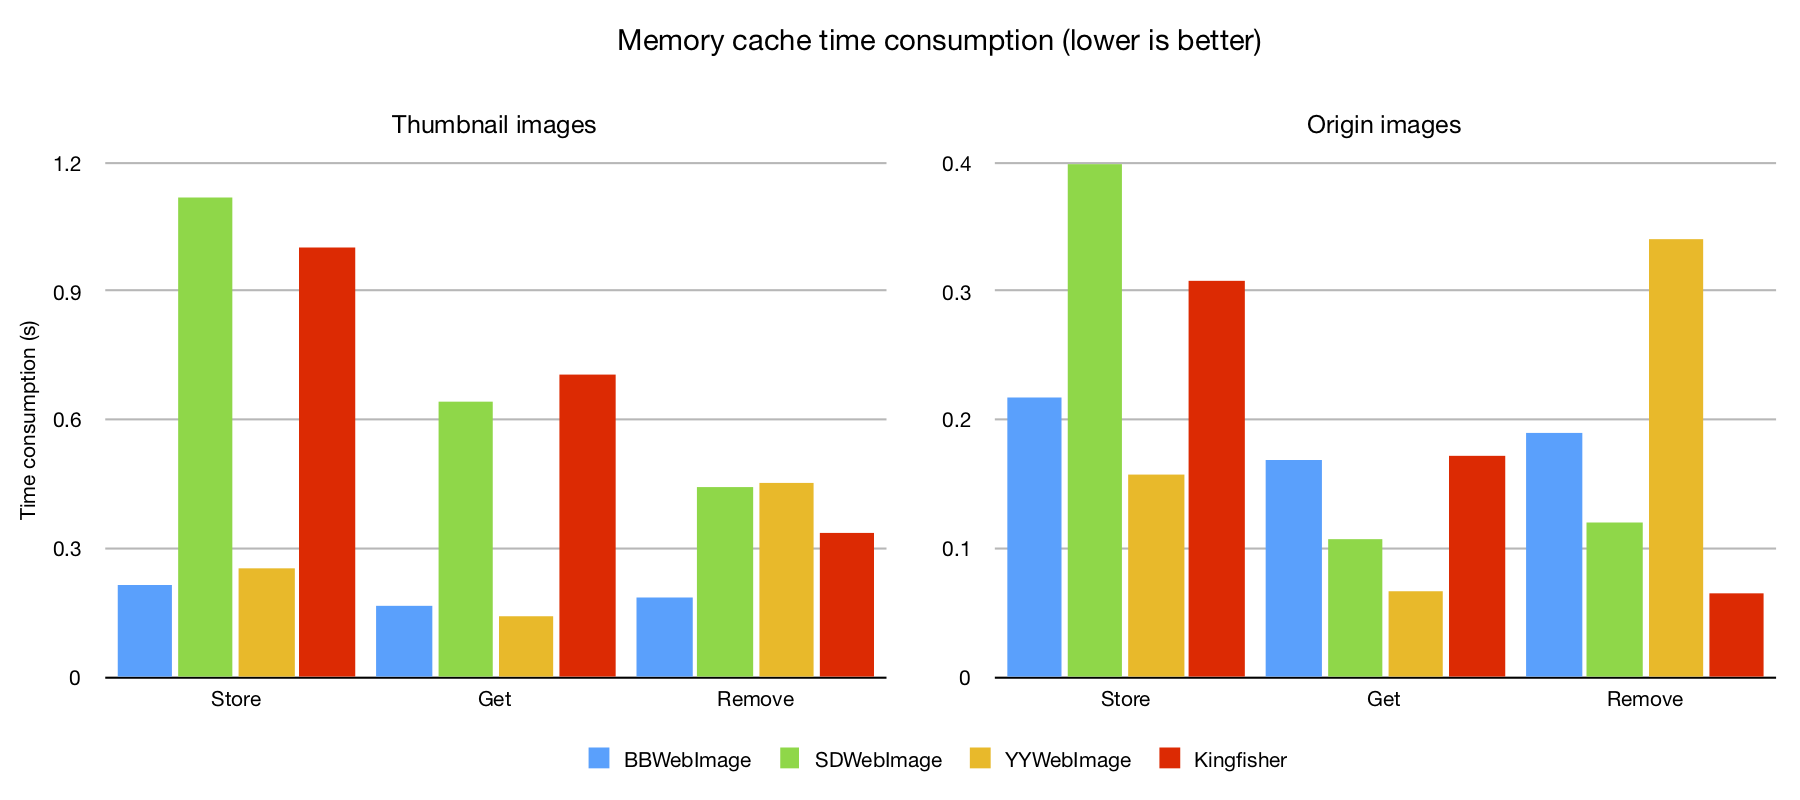 Memory cache time consumption (lower is better)
Thumbnail images
Time consumption (s)
1.2
0.9
0.6
0.3
0
Store Get Remove
Origin images
0.4
0.3
0.2
0.1
0
Store Get Remove
BBWebImage SDWebImage YYWebImage Kingfisher